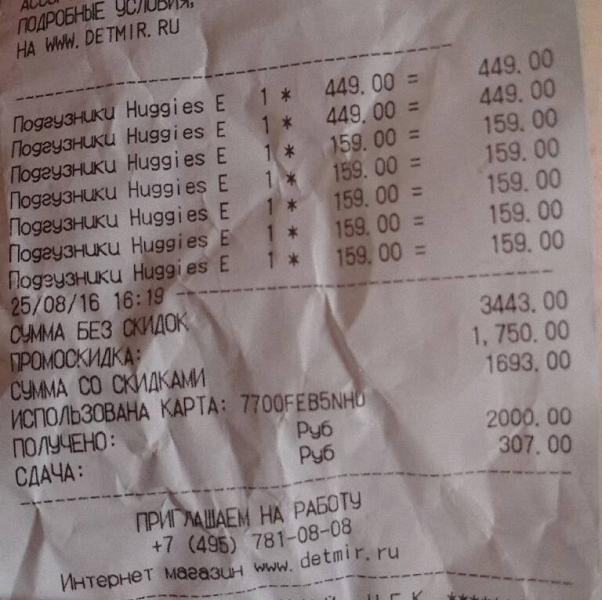 ПОДРОБНЫЕ УСЛОВИЯ,
НА WWW. DETMIR. RU
Подгузники Huggies E 1 * 449. 00 = 449. 00
Подгузники Huggies E 1 * 449. 00 = 449. 00
Подгузники Huggies E 1 * 159. 00 = 159. 00
Подгузники Huggies E 1 * 159. 00 = 159. 00
Подгузники Huggies E 1 * 159. 00 = 159. 00
Подгузники Huggies E 1 * 159. 00 = 159. 00
Подгузники Huggies E 1 * 159. 00 = 159. 00
25/08/16 16:19
СУММА БЕЗ СКИДОК 3443. 00
ПРОМОСКИДКА: 1, 750. 00
СУММА СО СКИДКАМИ 1693. 00
ИСПОЛЬЗОВАНА КАРТА: 7700FEB5NHU
ПОЛУЧЕНО: Руб 2000. 00
СДАЧА: Руб 307. 00
ПРИГЛАШАЕМ НА РАБОТУ
+7 (495) 781-08-08
Интернет магазин www. detmir. ru